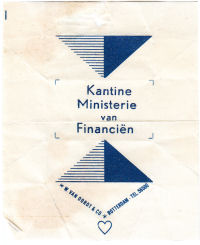 Kantine
Ministerie
van
Financiën
W. VAN OORDT & CO ROTTERDAM - TEL.